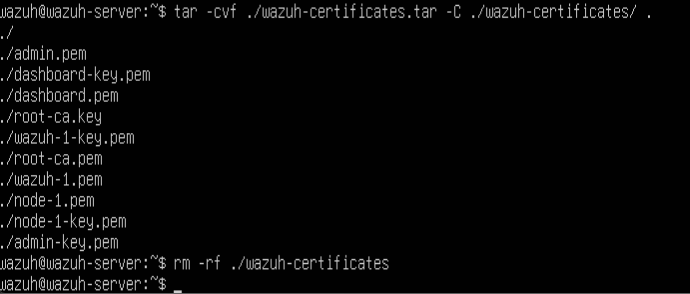 wazuh@wazuh-server:~$ tar -cvf ./wazuh-certificates.tar -C ./wazuh-certificates/ .
./
./admin.pem
./dashboard-key.pem
./dashboard.pem
./root-ca.key
./wazuh-1-key.pem
./root-ca.pem
./wazuh-1.pem
./node-1.pem
./node-1-key.pem
./admin-key.pem
wazuh@wazuh-server:~$ rm -rf ./wazuh-certificates
wazuh@wazuh-server:~$ _